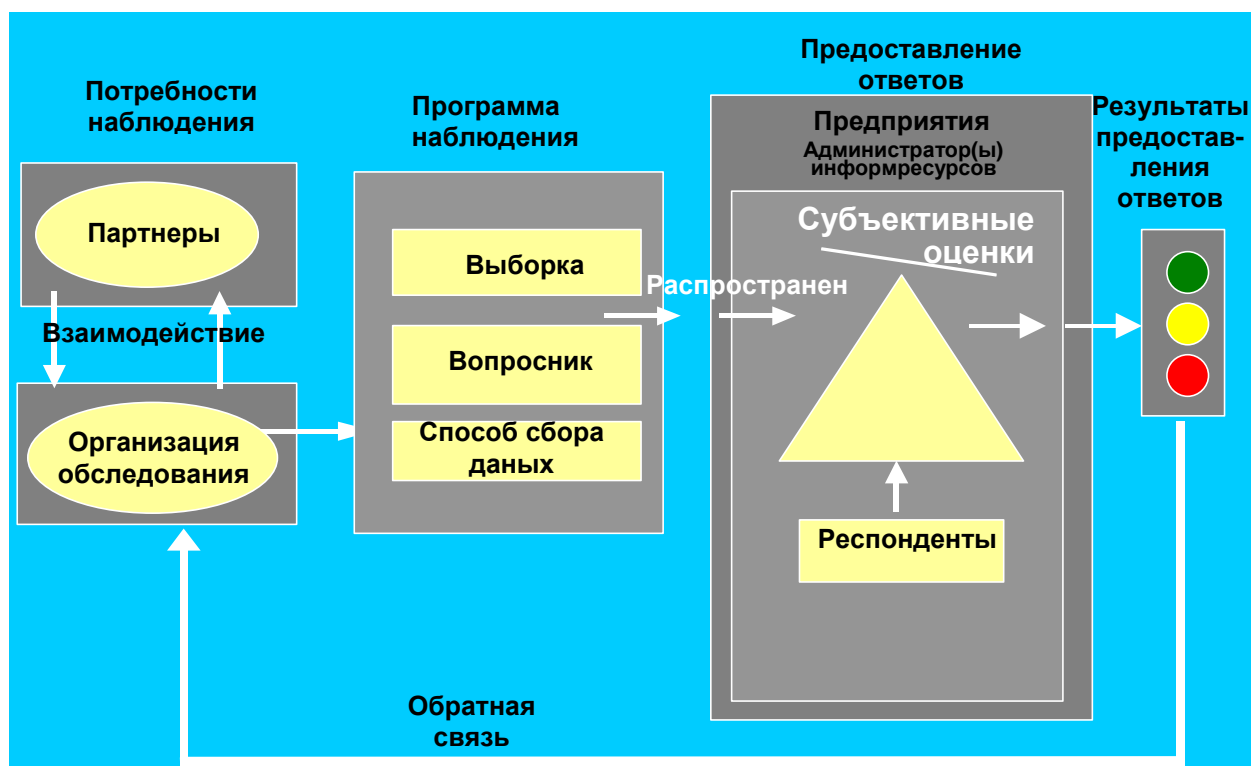 Потребности
наблюдения
Партнеры
Взаимодействие
Организация
обследования
Программа
наблюдения
Выборка
Вопросник
Способ сбора
даных
Распространен
Предоставление
ответов
Предприятия
Администратор(ы)
информресурсов
Субъективные
оценки
Респонденты
Результаты
предостав-
ления
ответов
Обратная
связь